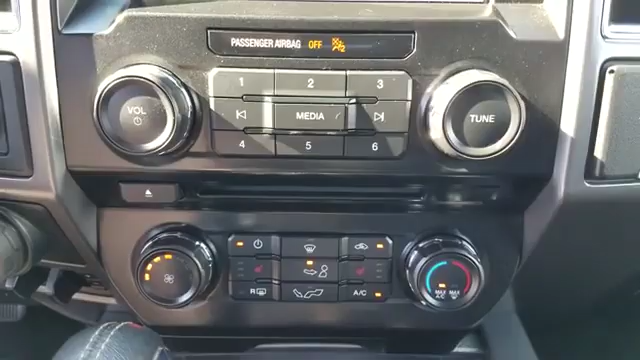 PASSENGER AIRBAG OFF
1 2 3
VOL
MEDIA
TUNE
4 5 6
R
A/C
MAX A/C
MAX